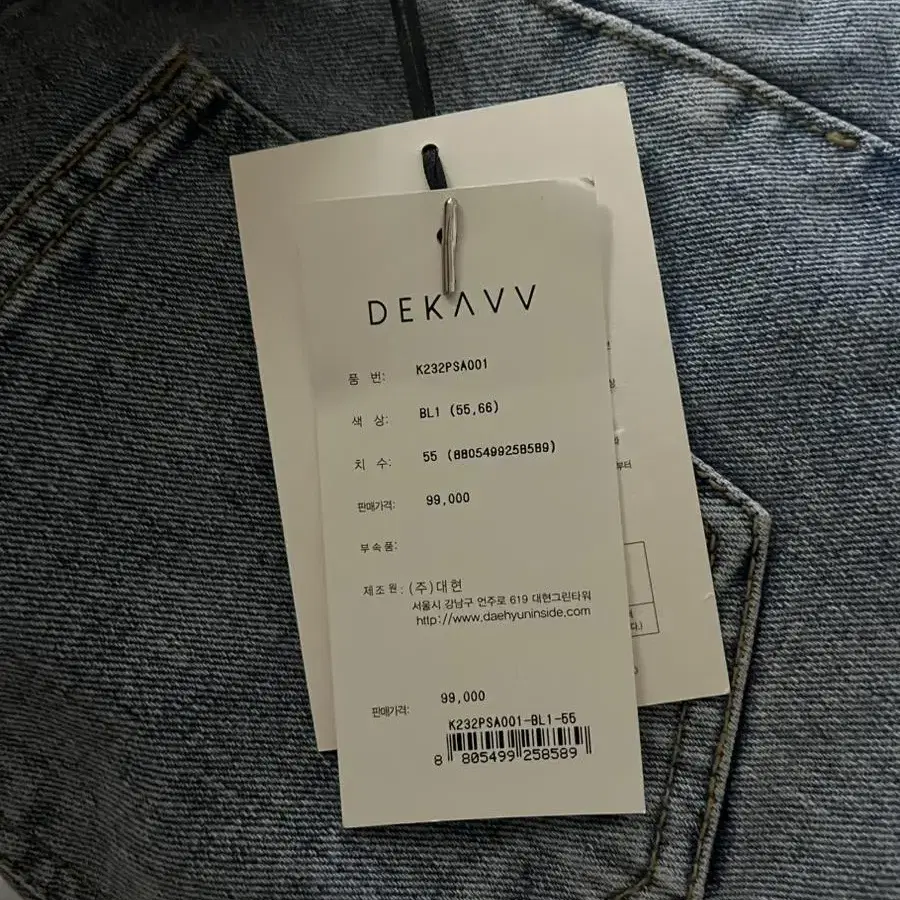 DEKAVV
품 번: K232PSA001
색 상: BL1 (55,66)
치 수: 55 (8805499258589)
판매가격: 99,000
부속품:
제조원: (주)대현
서울시 강남구 언주로 619 대현그린타워
http://www.daehyuninside.com
판매가격: 99,000
K232PSA001-BL1-55
8 805499 258589
부터
다.)